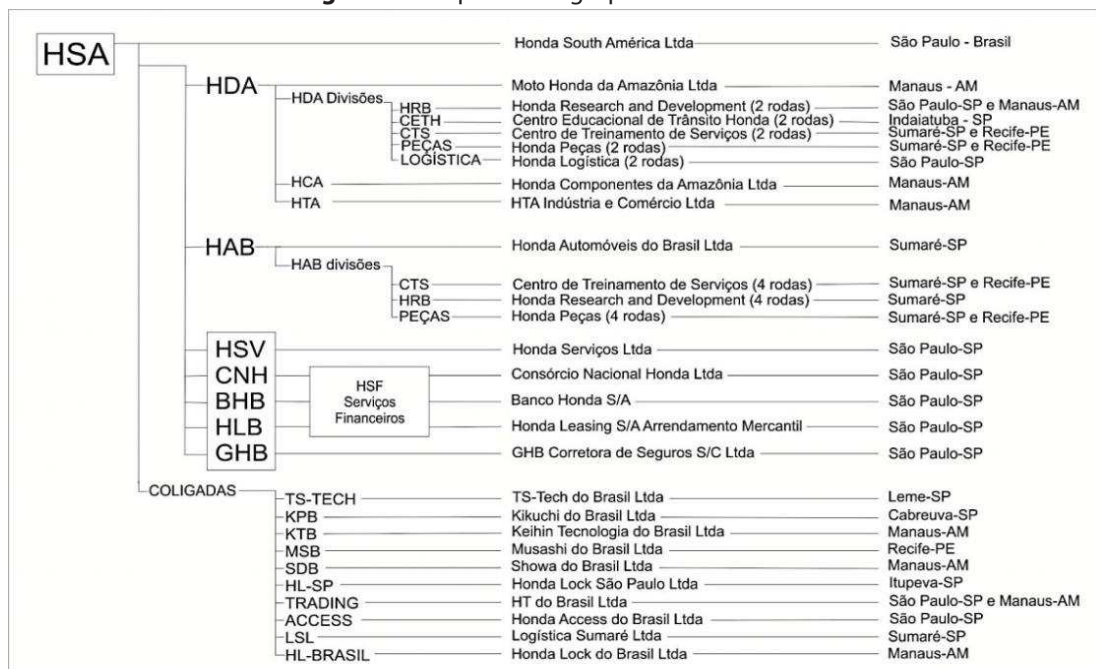 HSA Honda South América Ltda São Paulo - Brasil
HDA Moto Honda da Amazônia Ltda Manaus - AM
HDA Divisões
HRB Honda Research and Development (2 rodas) São Paulo-SP e Manaus-AM
CETH Centro Educacional de Trânsito Honda (2 rodas) Indaiatuba - SP
CTS Centro de Treinamento de Serviços (2 rodas) Sumaré-SP e Recife-PE
PEÇAS Honda Peças (2 rodas) Sumaré-SP e Recife-PE
LOGÍSTICA Honda Logística (2 rodas) São Paulo-SP
HCA Honda Componentes da Amazônia Ltda Manaus-AM
HTA HTA Indústria e Comércio Ltda Manaus-AM
HAB Honda Automóveis do Brasil Ltda Sumaré-SP
HAB divisões
CTS Centro de Treinamento de Serviços (4 rodas) Sumaré-SP e Recife-PE
HRB Honda Research and Development (4 rodas) Sumaré-SP
PEÇAS Honda Peças (4 rodas) Sumaré-SP e Recife-PE
HSV Honda Serviços Ltda São Paulo-SP
CNH Consórcio Nacional Honda Ltda São Paulo-SP
HSF
Serviços
Financeiros
BHB Banco Honda S/A São Paulo-SP
HLB Honda Leasing S/A Arrendamento Mercantil São Paulo-SP
GHB GHB Corretora de Seguros S/C Ltda São Paulo-SP
COLIGADAS
TS-TECH TS-Tech do Brasil Ltda Leme-SP
KPB Kikuchi do Brasil Ltda Cabreuva-SP
KTB Keihin Tecnologia do Brasil Ltda Manaus-AM
MSB Musashi do Brasil Ltda Recife-PE
SDB Showa do Brasil Ltda Manaus-AM
HL-SP Honda Lock São Paulo Ltda Itupeva-SP
TRADING HT do Brasil Ltda São Paulo-SP e Manaus-AM
ACCESS Honda Access do Brasil Ltda São Paulo-SP
LSL Logística Sumaré Ltda Sumaré-SP
HL-BRASIL Honda Lock do Brasil Ltda Manaus-AM